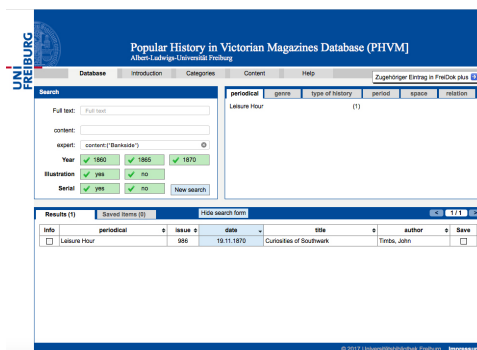 UNI
FREIBURG
Popular History in Victorian Magazines Database (PHVM]
Albert-Ludwigs-Universität Freiburg
Database Introduction Categories Content Help
Zugehöriger Eintrag in FreiDok plus
Search
Full text: Full text
content:
expert: content:("Bankside")
Year 1860 1865 1870
Illustration yes no
Serial yes no New search
periodical genre type of history period space relation
Leisure Hour (1)
Results (1) Saved items (0) Hide search form < 1/1 >
Info periodical issue date title author Save
Leisure Hour 986 19.11.1870 Curiosities of Southwark Timbs, John
© 2017 Universitätsbibliothek Freiburg Impressum